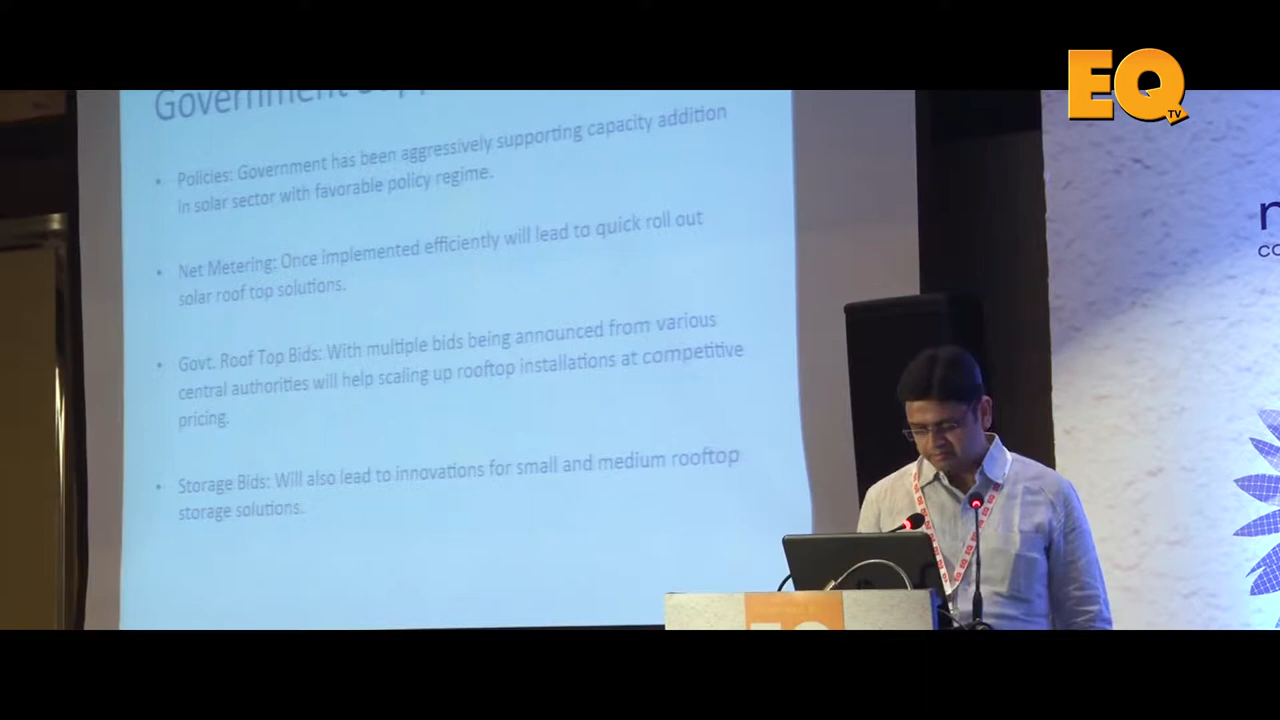 EQ
TV
Government
• Policies: Government has been aggressively supporting capacity addition
in solar sector with favorable policy regime.
• Net Metering: Once implemented efficiently will lead to quick roll out
solar roof top solutions.
• Govt. Roof Top Bids: With multiple bids being announced from various
central authorities will help scaling up rooftop installations at competitive
pricing.
• Storage Bids: Will also lead to innovations for small and medium rooftop
storage solutions.
EQ